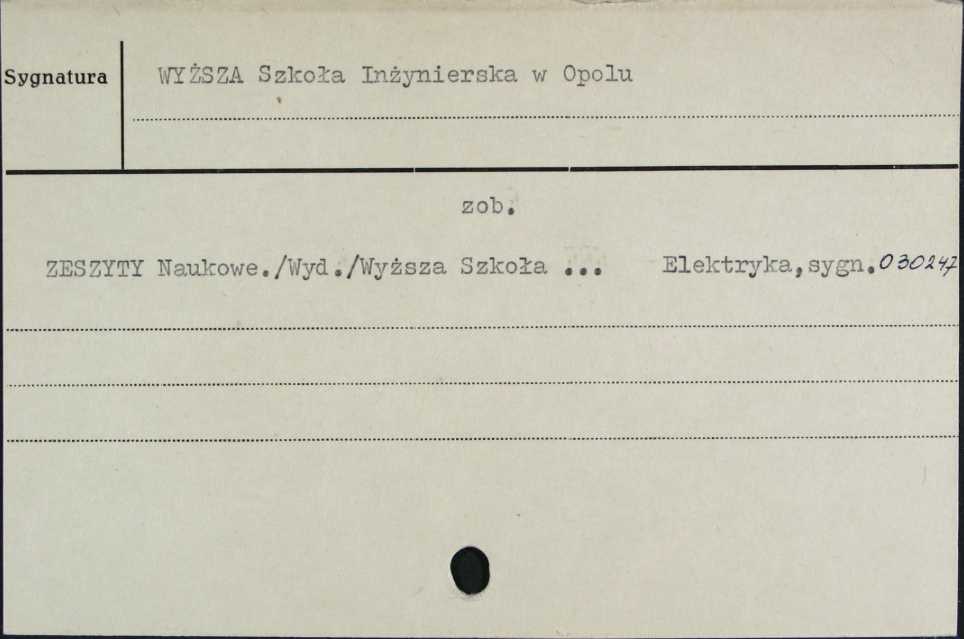 Sygnatura
WYŻSZA Szkoła Inżynierska w Opolu
zob.
ZESZYTY Naukowe./Wyd./Wyższa Szkoła ... Elektryka,sygn.030247